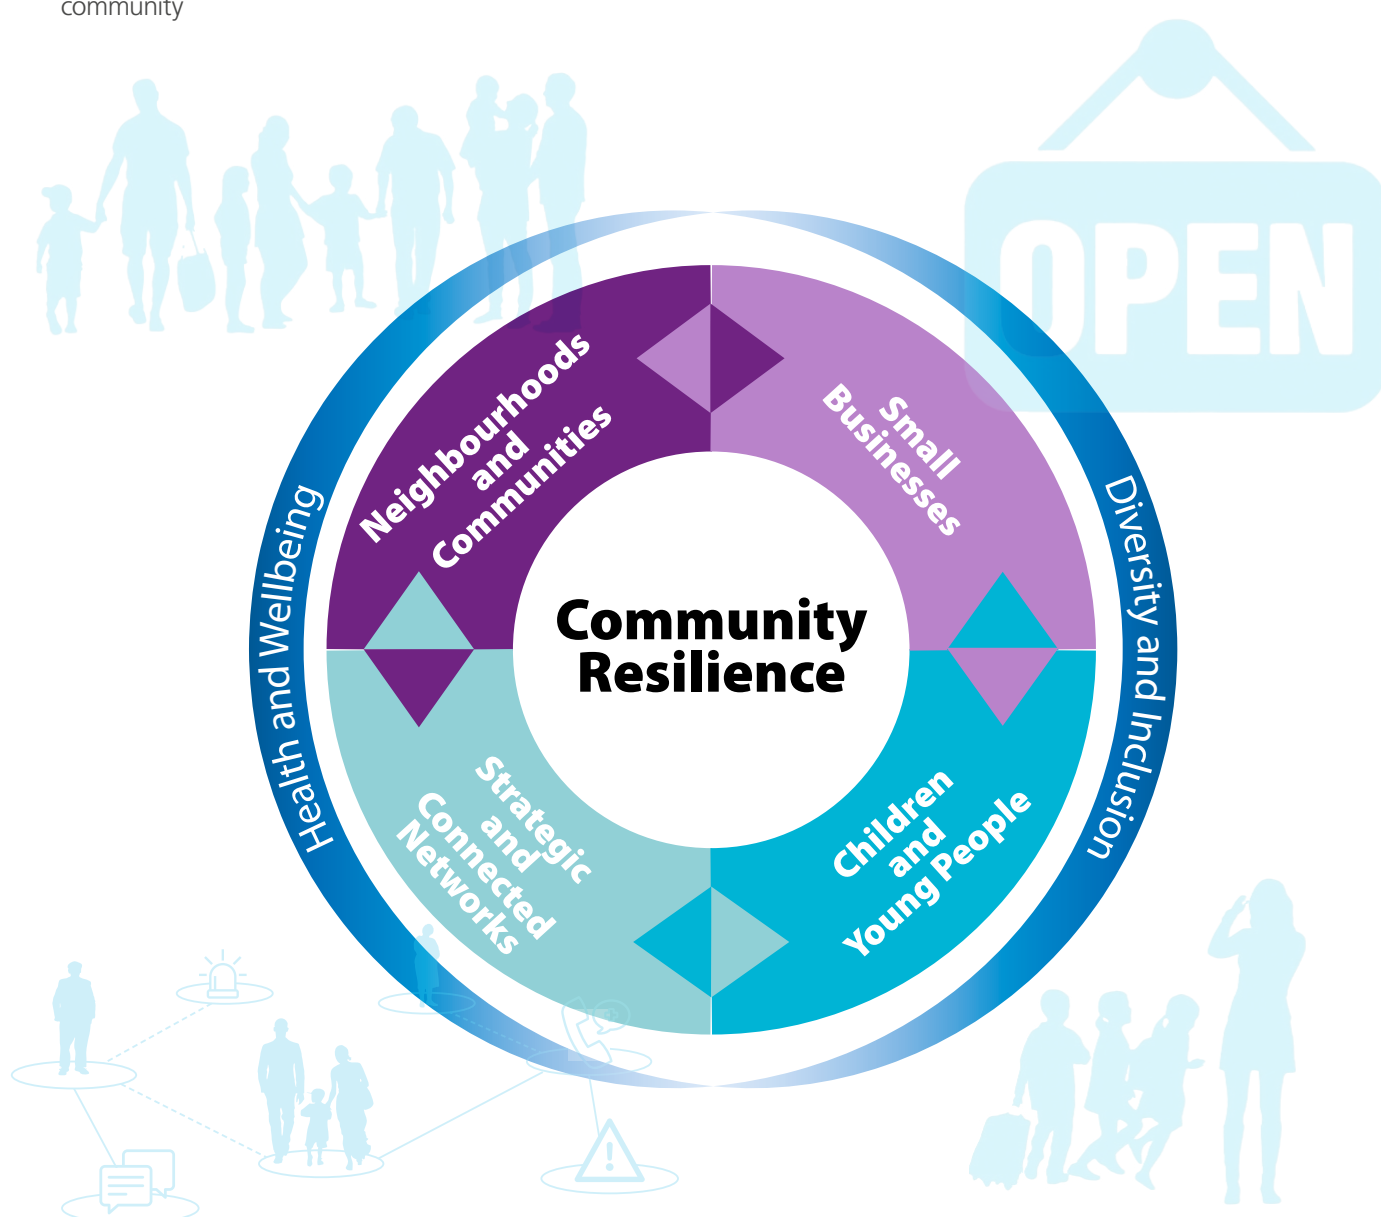 community
OPEN
Neighbourhoods
and
Communities
Small
Businesses
Health and Wellbeing
Diversity and Inclusion
Community
Resilience
Strategic
and
Connected
Networks
Children
and
Young People
!